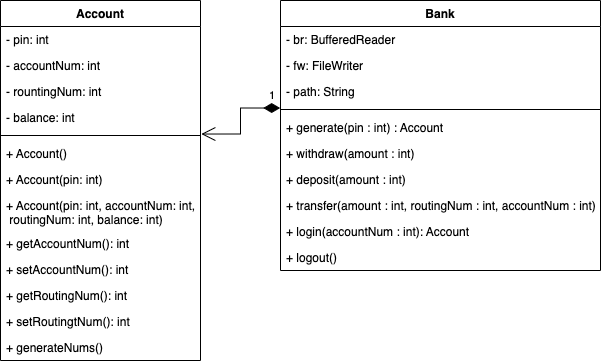 Account
- pin: int
- accountNum: int
- rountingNum: int
- balance: int
+ Account()
+ Account(pin: int)
+ Account(pin: int, accountNum: int,
routingNum: int, balance: int)
+ getAccountNum(): int
+ setAccountNum(): int
+ getRoutingNum(): int
+ setRoutingtNum(): int
+ generateNums()
1
Bank
- br: BufferedReader
- fw: FileWriter
- path: String
+ generate(pin : int) : Account
+ withdraw(amount : int)
+ deposit(amount : int)
+ transfer(amount : int, routingNum : int, accountNum : int)
+ login(accountNum : int): Account
+ logout()